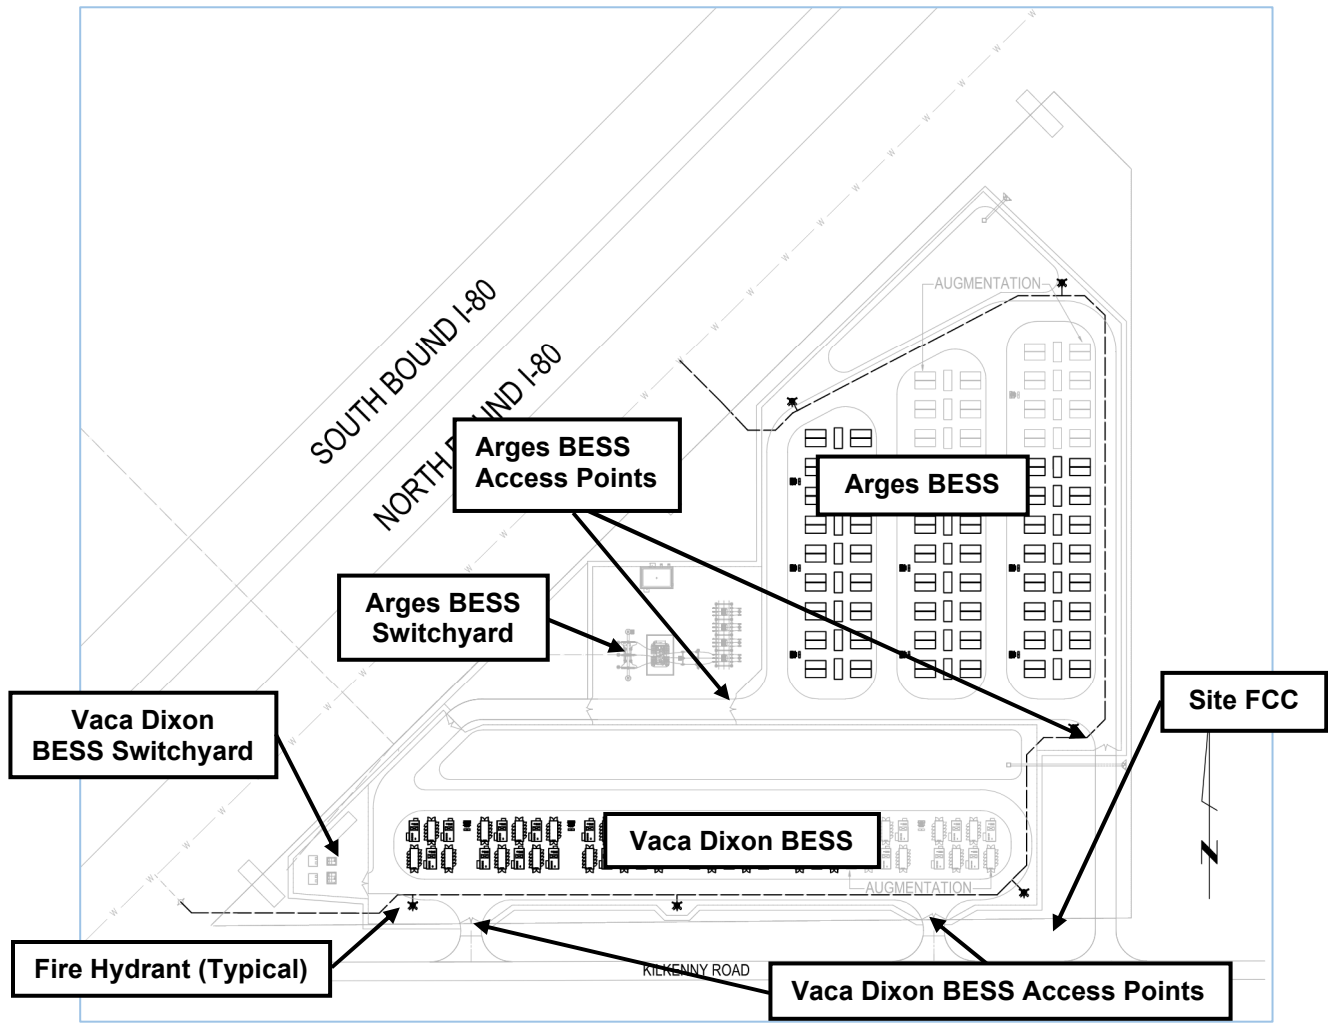 AUGMENTATION
SOUTH BOUND I-80
NORTH BOUND I-80
Arges BESS
Access Points
Arges BESS
Arges BESS
Switchyard
Site FCC
Vaca Dixon
BESS Switchyard
Vaca Dixon BESS
AUGMENTATION
Fire Hydrant (Typical)
KILKENNY ROAD
Vaca Dixon BESS Access Points
W
W
W
W
W
W
W
W
W
W
W
W
W
W
N